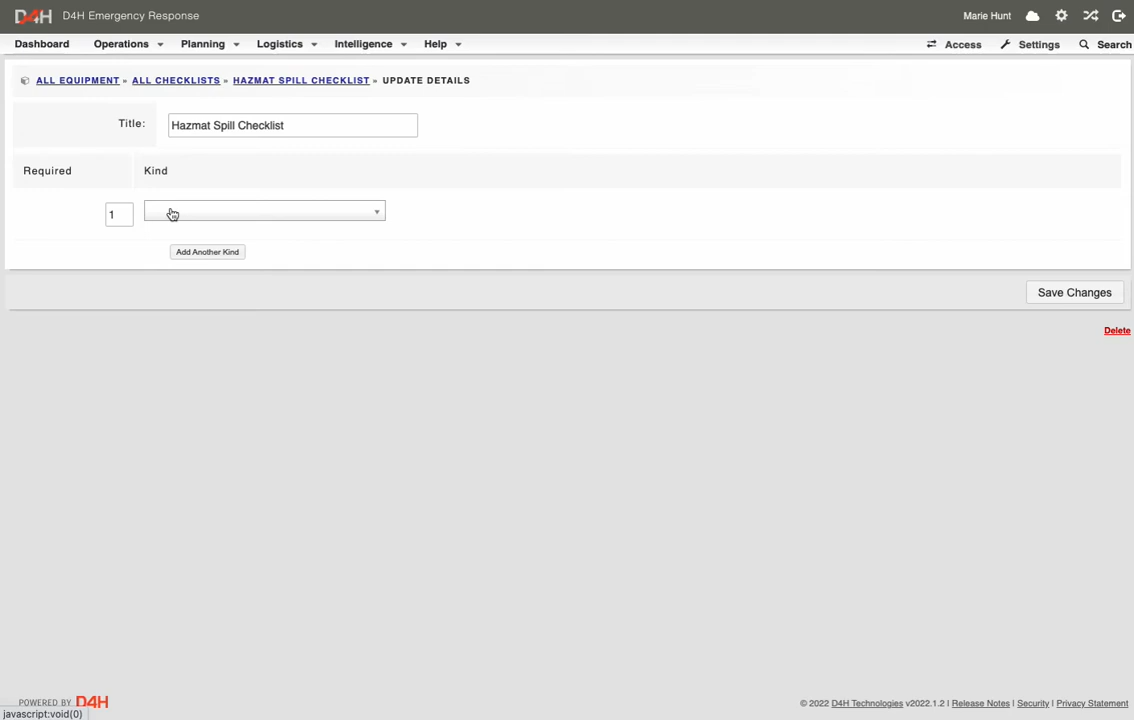 D4H D4H Emergency Response Marie Hunt
Dashboard Operations Planning Logistics Intelligence Help Access Settings Search
ALL EQUIPMENT » ALL CHECKLISTS » HAZMAT SPILL CHECKLIST » UPDATE DETAILS
Title: Hazmat Spill Checklist
Required Kind
1
Add Another Kind
Save Changes
Delete
POWERED BY D4H © 2022 D4H Technologies v2022.1.2 | Release Notes | Security | Privacy Statement
javascript:void(0)